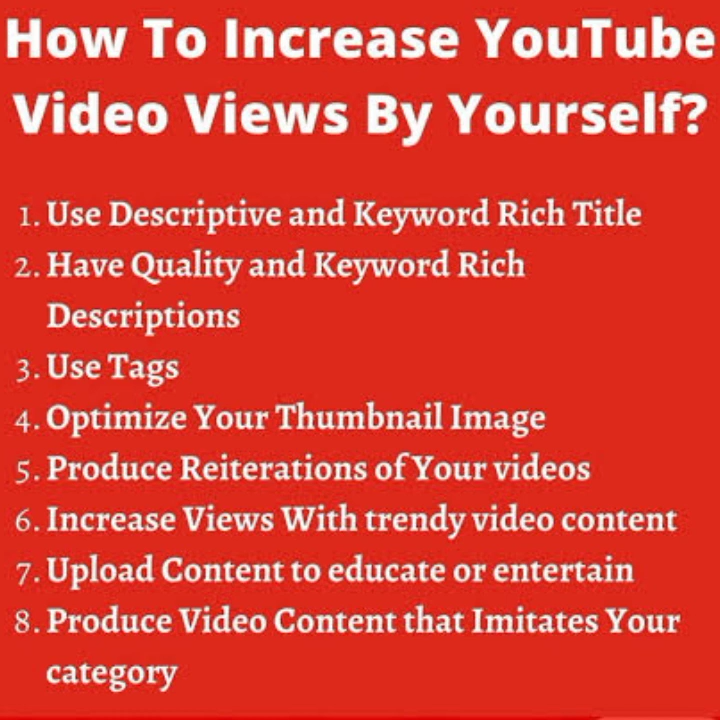 How To Increase YouTube
Video Views By Yourself?
1. Use Descriptive and Keyword Rich Title
2. Have Quality and Keyword Rich
Descriptions
3. Use Tags
4. Optimize Your Thumbnail Image
5. Produce Reiterations of Your videos
6. Increase Views With trendy video content
7. Upload Content to educate or entertain
8. Produce Video Content that Imitates Your
category